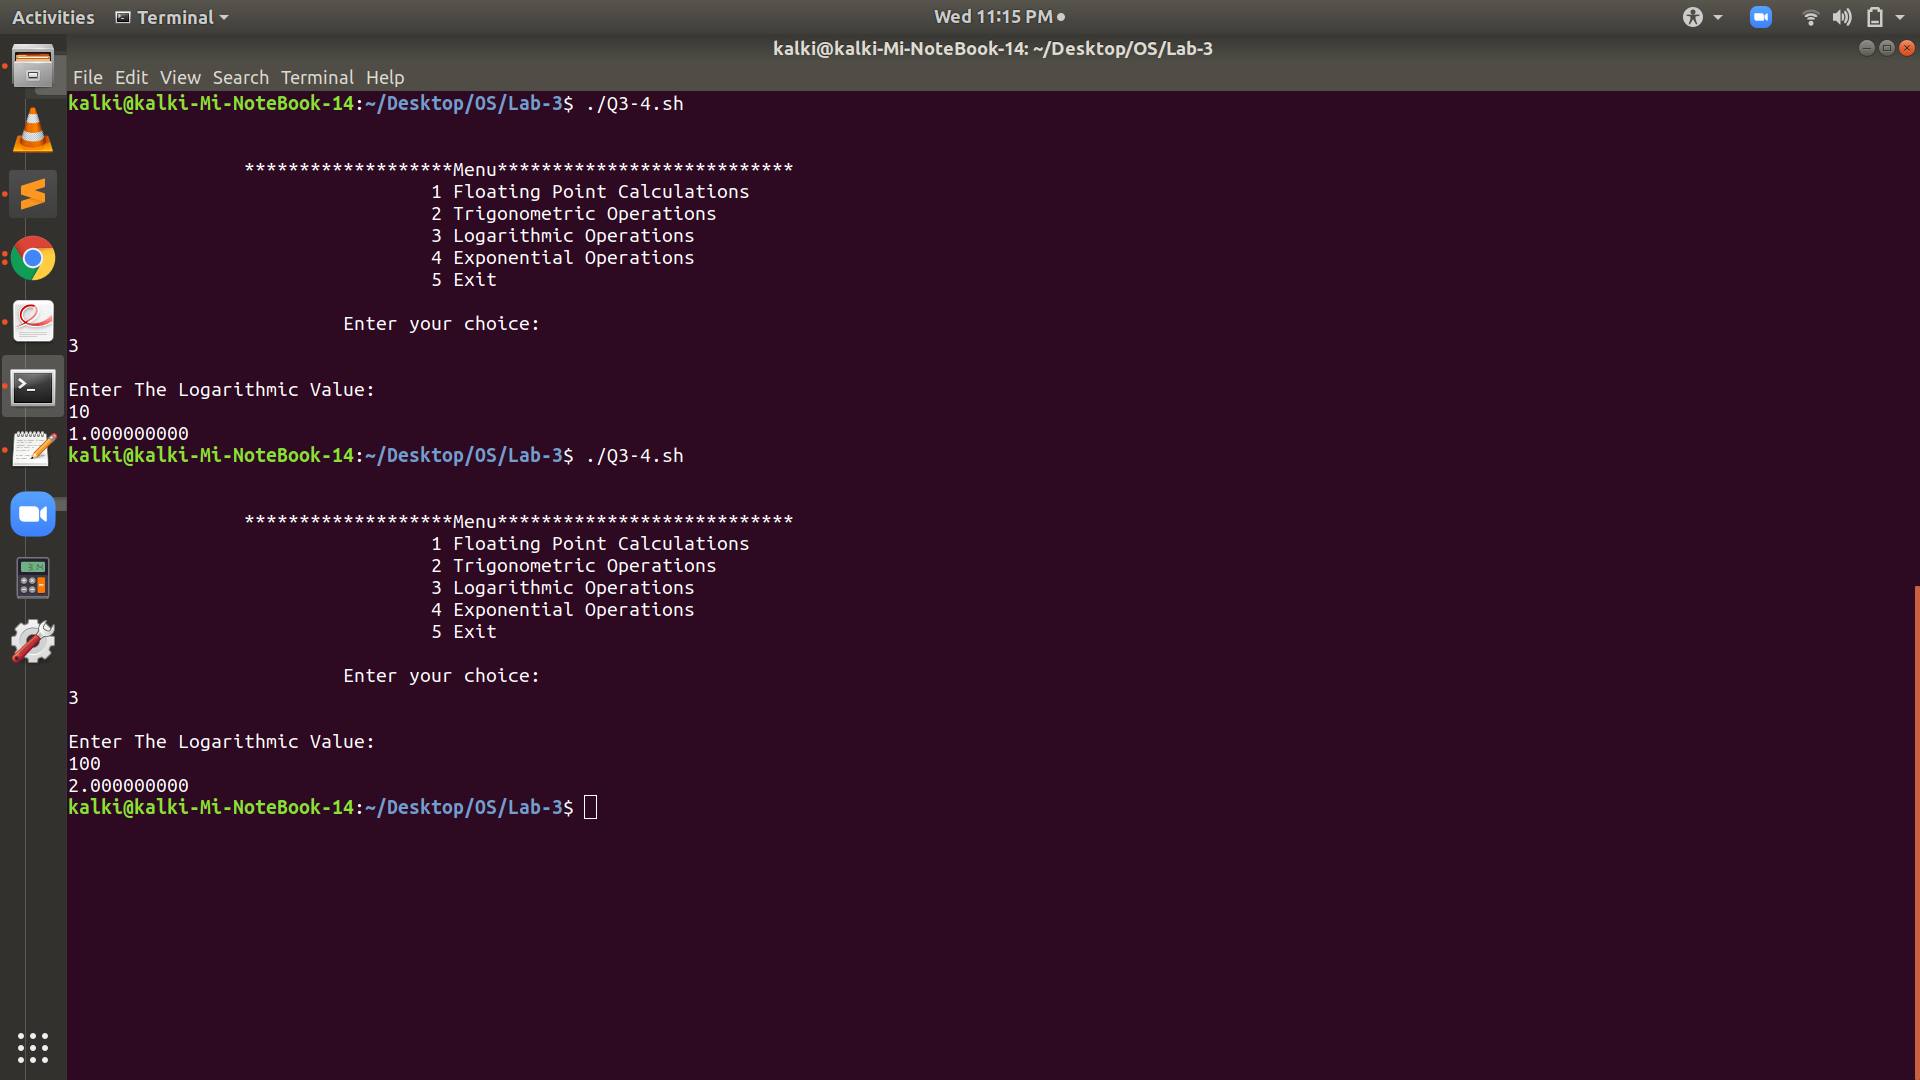 Activities Terminal Wed 11:15 PM
kalki@kalki-Mi-NoteBook-14: ~/Desktop/OS/Lab-3
File Edit View Search Terminal Help
kalki@kalki-Mi-NoteBook-14:~/Desktop/OS/Lab-3$ ./Q3-4.sh
*******************Menu***************************
1 Floating Point Calculations
2 Trigonometric Operations
3 Logarithmic Operations
4 Exponential Operations
5 Exit
Enter your choice:
3
Enter The Logarithmic Value:
10
1.000000000
kalki@kalki-Mi-NoteBook-14:~/Desktop/OS/Lab-3$ ./Q3-4.sh
*******************Menu***************************
1 Floating Point Calculations
2 Trigonometric Operations
3 Logarithmic Operations
4 Exponential Operations
5 Exit
Enter your choice:
3
Enter The Logarithmic Value:
100
2.000000000
kalki@kalki-Mi-NoteBook-14:~/Desktop/OS/Lab-3$